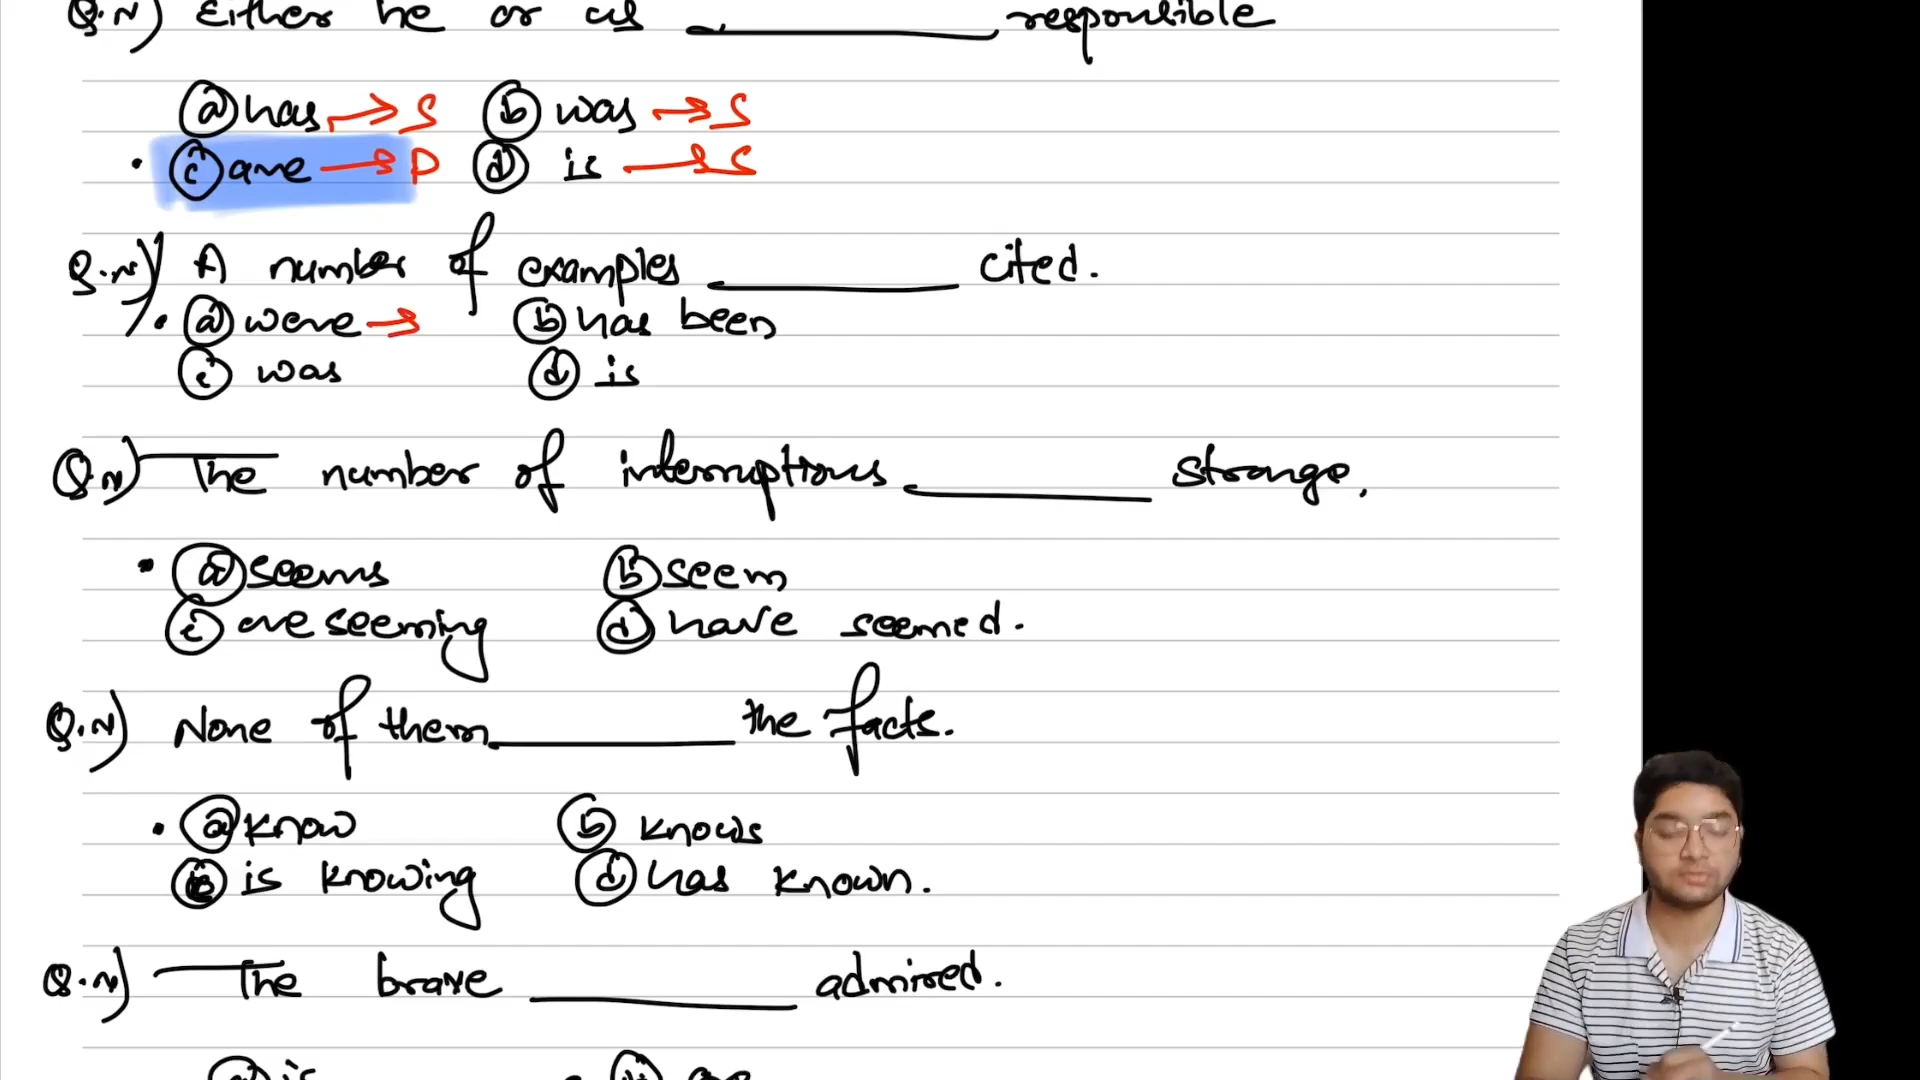 Q.N) Either he or us ________ responsible
(a) has → S (b) was → S
• (c) are → P (d) is → S
Q.N) A number of examples ________ cited.
• (a) were → (b) has been
(c) was (d) is
Q.N) The number of interruptions ________ strange.
• (a) seems (b) seem
(c) are seeming (d) have seemed.
Q.N) None of them ________ the facts.
• (a) know (b) knows
(c) is knowing (d) has known.
Q.N) The brave ________ admired.
(a) is